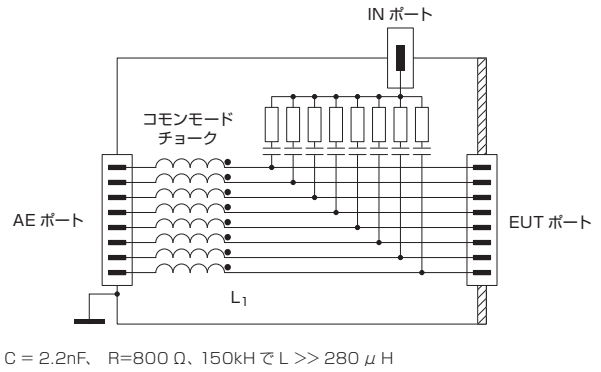 IN ポート
コモンモード
チョーク
AE ポート
EUT ポート
L1
C = 2.2nF、 R=800 Ω、150kH で L >> 280 μ H